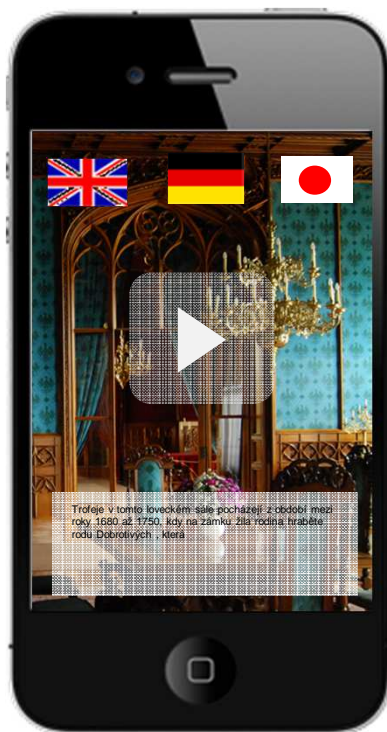 Trofeje v tomto loveckém sále pocházejí z období mezi
roky 1680 až 1750, kdy na zámku žila rodina hraběte
rodu Dobrotivých , která